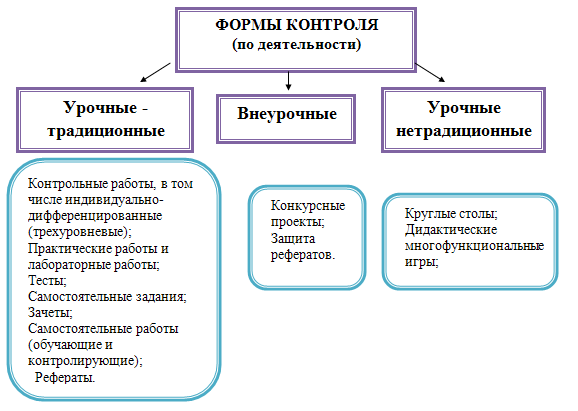 ФОРМЫ КОНТРОЛЯ
(по деятельности)
Урочные -
традиционные
Внеурочные
Урочные
нетрадиционные
Контрольные работы, в том
числе индивидуально-
дифференцированные
(трехуровневые);
Практические работы и
лабораторные работы;
Тесты;
Самостоятельные задания;
Зачеты;
Самостоятельные работы
(обучающие и
контролирующие);
Рефераты.
Конкурсные
проекты;
Защита
рефератов.
Круглые столы;
Дидактические
многофункциональные
игры;